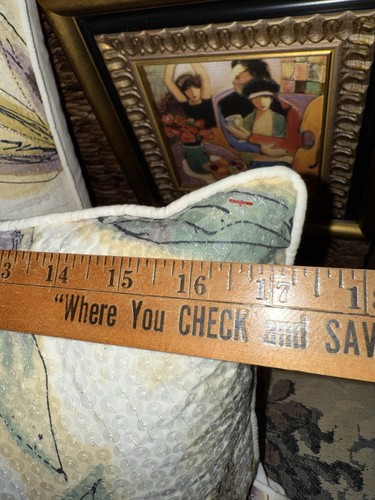 3 14 15 16 17 1
"Where You CHECK and SAV